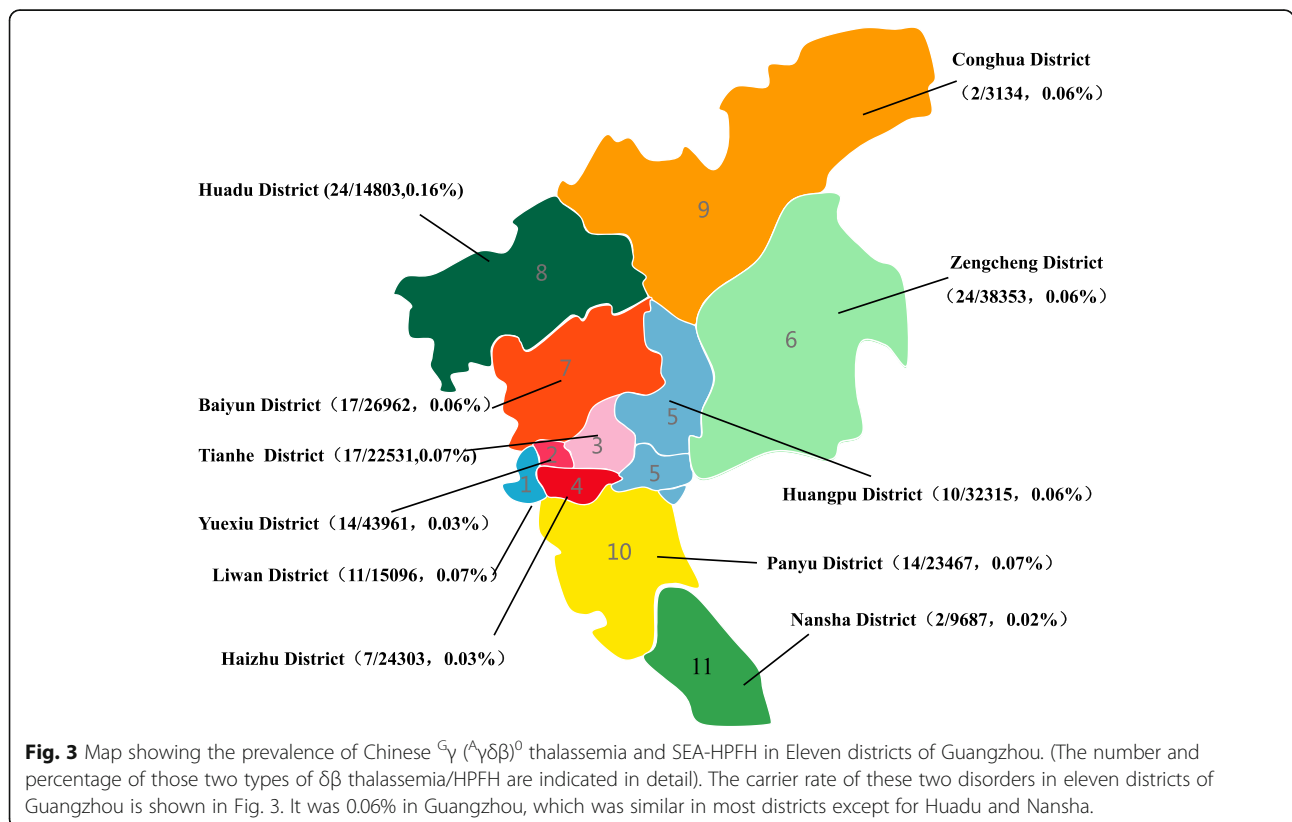 Conghua District
（2/3134，0.06%）
Huadu District (24/14803,0.16%)
9
8
Zengcheng District
（24/38353，0.06%）
6
7
Baiyun District（17/26962，0.06%）
5
3
Tianhe District（17/22531,0.07%）
2
5
1
4
Huangpu District（10/32315，0.06%）
Yuexiu District（14/43961，0.03%）
10
Panyu District（14/23467，0.07%）
Liwan District（11/15096，0.07%）
Nansha District（2/9687，0.02%）
Haizhu District（7/24303，0.03%）
11
Fig. 3 Map showing the prevalence of Chinese ᴳγ (ᴬγδβ)⁰ thalassemia and SEA-HPFH in Eleven districts of Guangzhou. (The number and
percentage of those two types of δβ thalassemia/HPFH are indicated in detail). The carrier rate of these two disorders in eleven districts of
Guangzhou is shown in Fig. 3. It was 0.06% in Guangzhou, which was similar in most districts except for Huadu and Nansha.